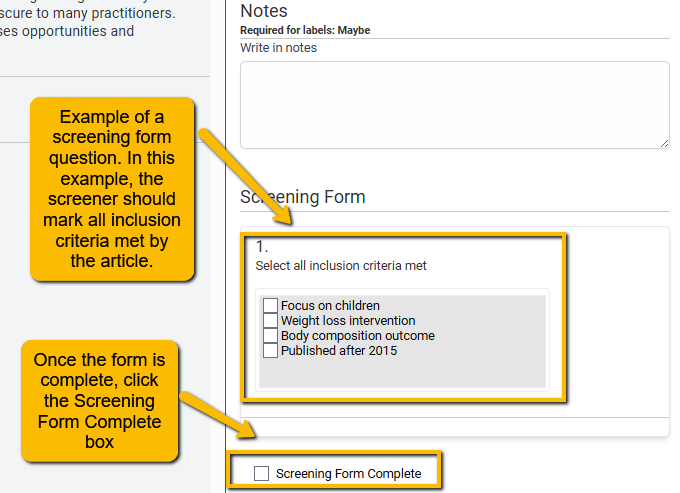 scure to many practitioners.
ses opportunities and
Notes
Required for labels: Maybe
Write in notes
Example of a
screening form
question. In this
example, the
screener should
mark all inclusion
criteria met by
the article.
Screening Form
1.
Select all inclusion criteria met
Focus on children
Weight loss intervention
Body composition outcome
Published after 2015
Once the form is
complete, click
the Screening
Form Complete
box
Screening Form Complete